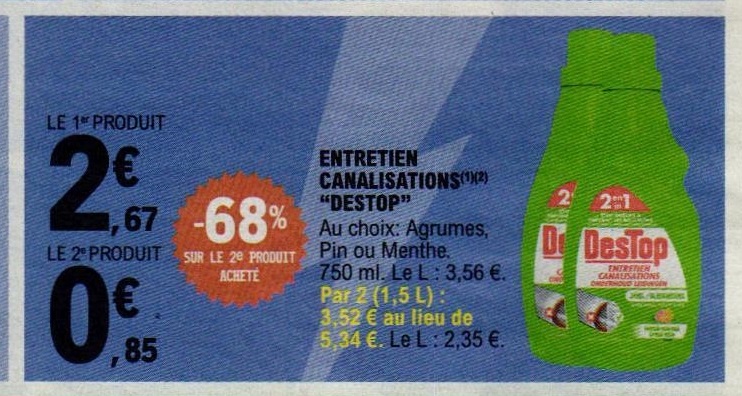 LE 1er PRODUIT
2€,67
LE 2e PRODUIT
0€,85
-68%
SUR LE 2e PRODUIT
ACHETÉ
ENTRETIEN
CANALISATIONS(1)(2)
“DESTOP”
Au choix: Agrumes,
Pin ou Menthe.
750 ml. Le L : 3,56 €.
Par 2 (1,5 L) :
3,52 € au lieu de
5,34 €. Le L : 2,35 €.
2en1
DesTop
ENTRETIEN
CANALISATIONS